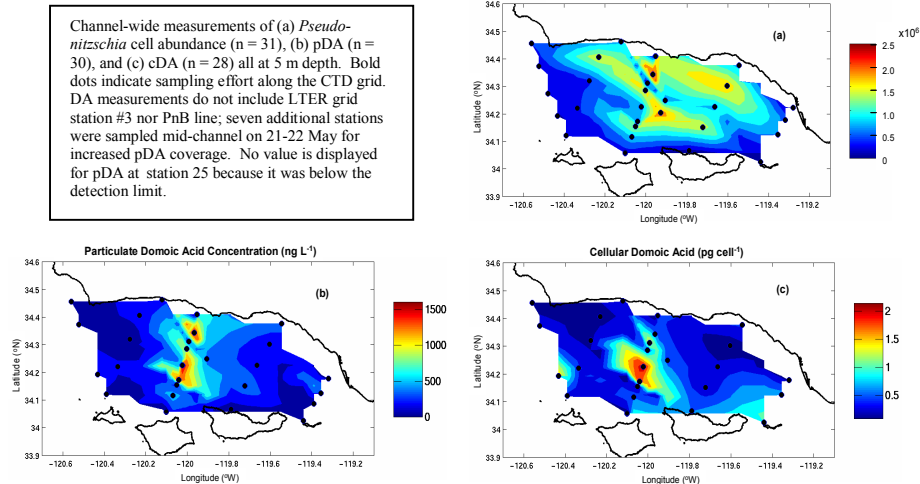 Channel-wide measurements of (a) Pseudo-
nitzschia cell abundance (n = 31), (b) pDA (n =
30), and (c) cDA (n = 28) all at 5 m depth. Bold
dots indicate sampling effort along the CTD grid.
DA measurements do not include LTER grid
station #3 nor PnB line; seven additional stations
were sampled mid-channel on 21-22 May for
increased pDA coverage. No value is displayed
for pDA at station 25 because it was below the
detection limit.
(a)
x10⁶
2.5
2
1.5
1
0.5
0
34.6
34.5
34.4
34.3
34.2
34.1
34
33.9
Latitude (ºN)
−120.6 −120.4 −120.2 −120 −119.8 −119.6 −119.4 −119.2
Longitude (ºW)
Particulate Domoic Acid Concentration (ng L-1)
(b)
1500
1000
500
0
34.6
34.5
34.4
34.3
34.2
34.1
34
33.9
Latitude (ºN)
−120.6 −120.4 −120.2 −120 −119.8 −119.6 −119.4 −119.2
Longitude (ºW)
Cellular Domoic Acid (pg cell-1)
(c)
2
1.5
1
0.5
34.6
34.5
34.4
34.3
34.2
34.1
34
33.9
Latitude (ºN)
−120.6 −120.4 −120.2 −120 −119.8 −119.6 −119.4 −119.2
Longitude (ºW)